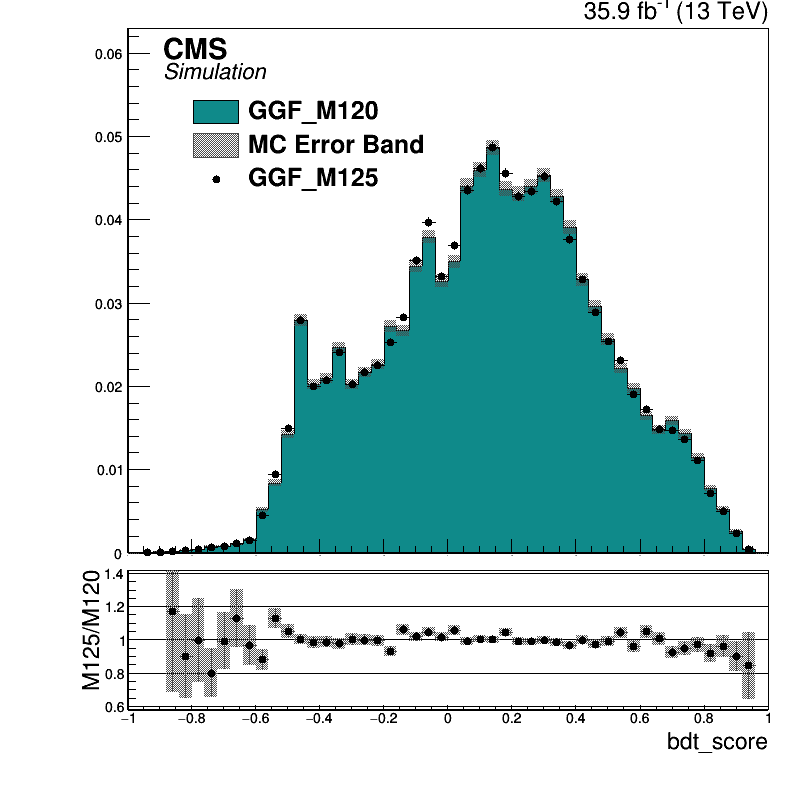 35.9 fb⁻¹ (13 TeV)
CMS
Simulation
GGF_M120
MC Error Band
GGF_M125
0.06
0.05
0.04
0.03
0.02
0.01
0
M125/M120
1.4
1.2
1
0.8
0.6
−1 −0.8 −0.6 −0.4 −0.2 0 0.2 0.4 0.6 0.8 1
bdt_score